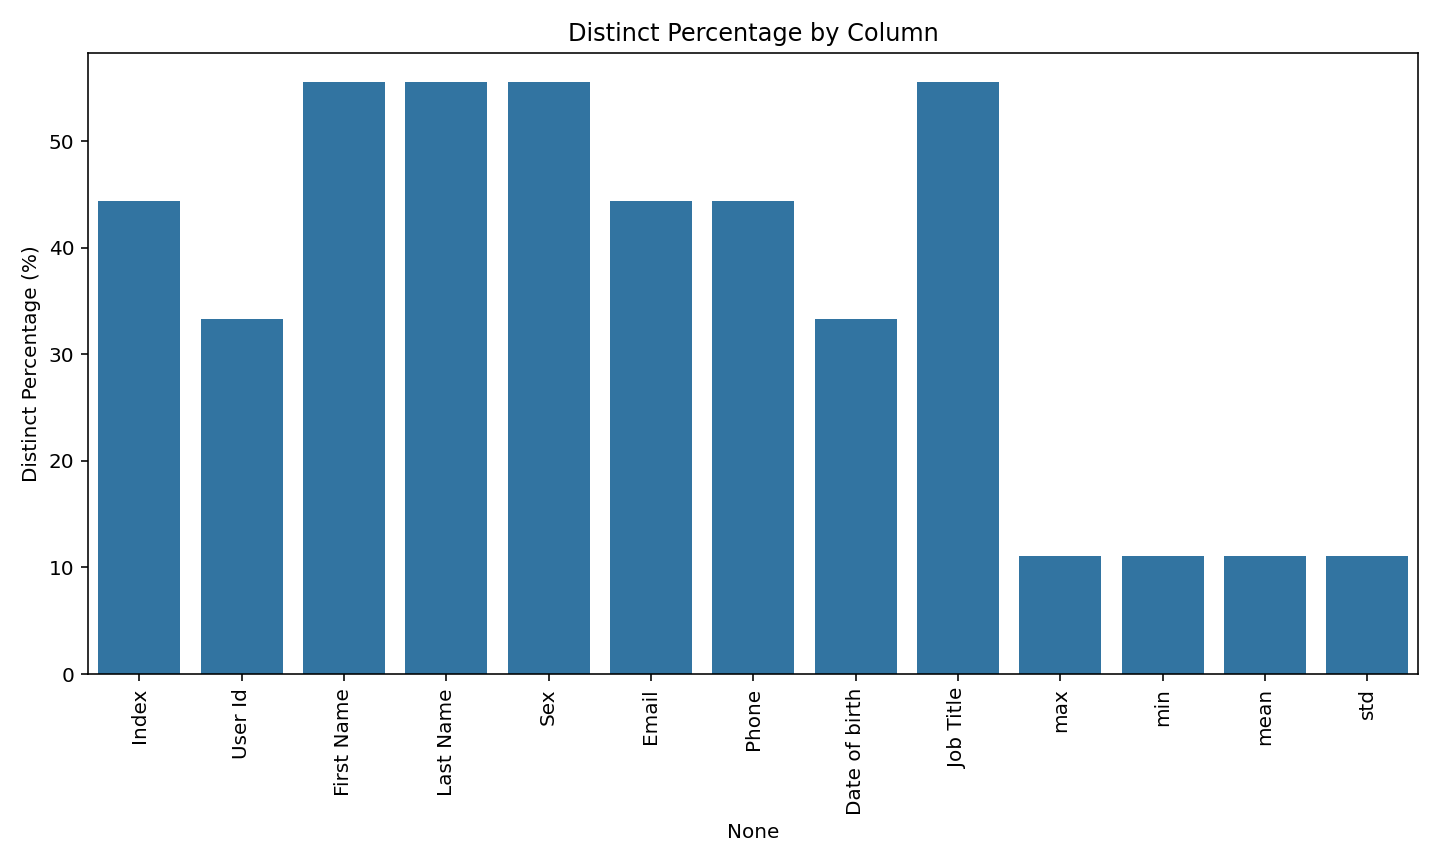 Distinct Percentage by Column
Distinct Percentage (%)
50
40
30
20
10
0
Index
User Id
First Name
Last Name
Sex
Email
Phone
Date of birth
Job Title
max
min
mean
std
None